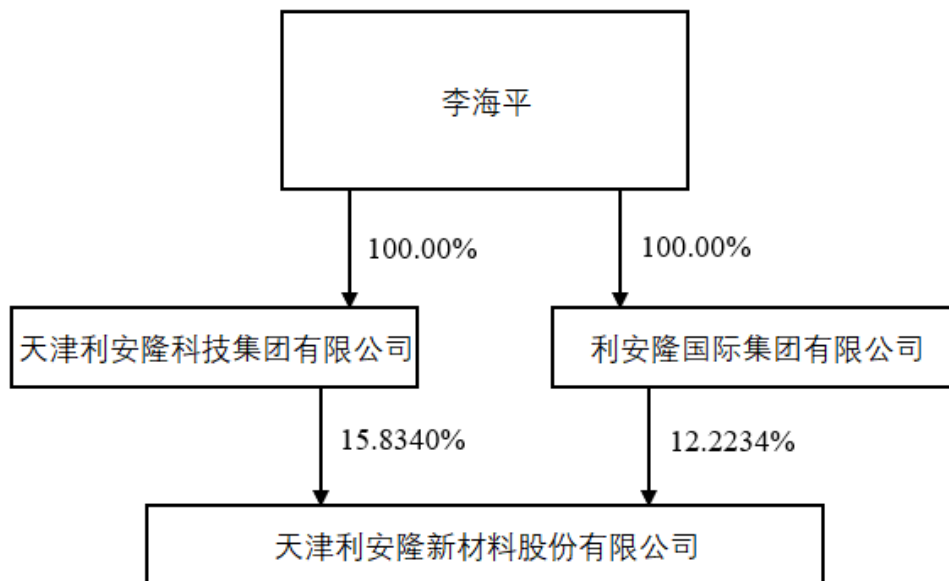 李海平
100.00%
100.00%
天津利安隆科技集团有限公司
利安隆国际集团有限公司
15.8340%
12.2234%
天津利安隆新材料股份有限公司